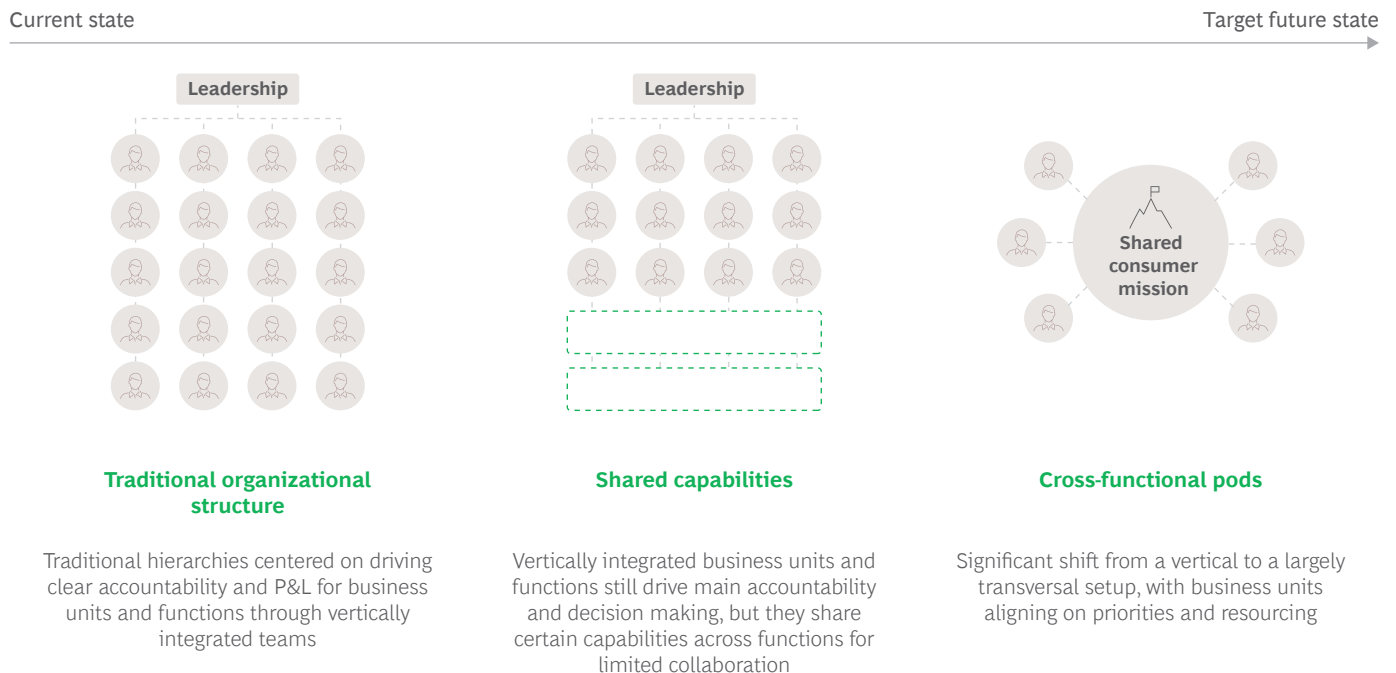 Current state
Target future state
Leadership
Leadership
Shared
consumer
mission
Traditional organizational
structure
Traditional hierarchies centered on driving
clear accountability and P&L for business
units and functions through vertically
integrated teams
Shared capabilities
Vertically integrated business units and
functions still drive main accountability
and decision making, but they share
certain capabilities across functions for
limited collaboration
Cross-functional pods
Significant shift from a vertical to a largely
transversal setup, with business units
aligning on priorities and resourcing